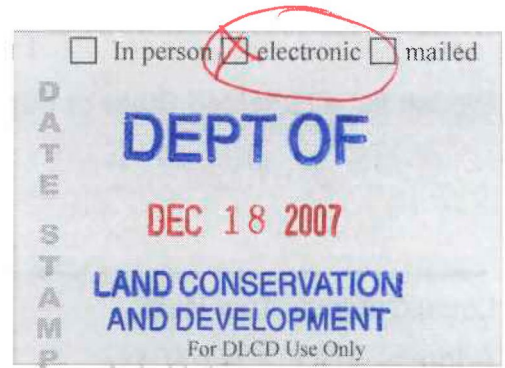 ☐ In person ☒ electronic ☐ mailed
DATE STAMP
DEPT OF
DEC 18 2007
LAND CONSERVATION
AND DEVELOPMENT
For DLCD Use Only